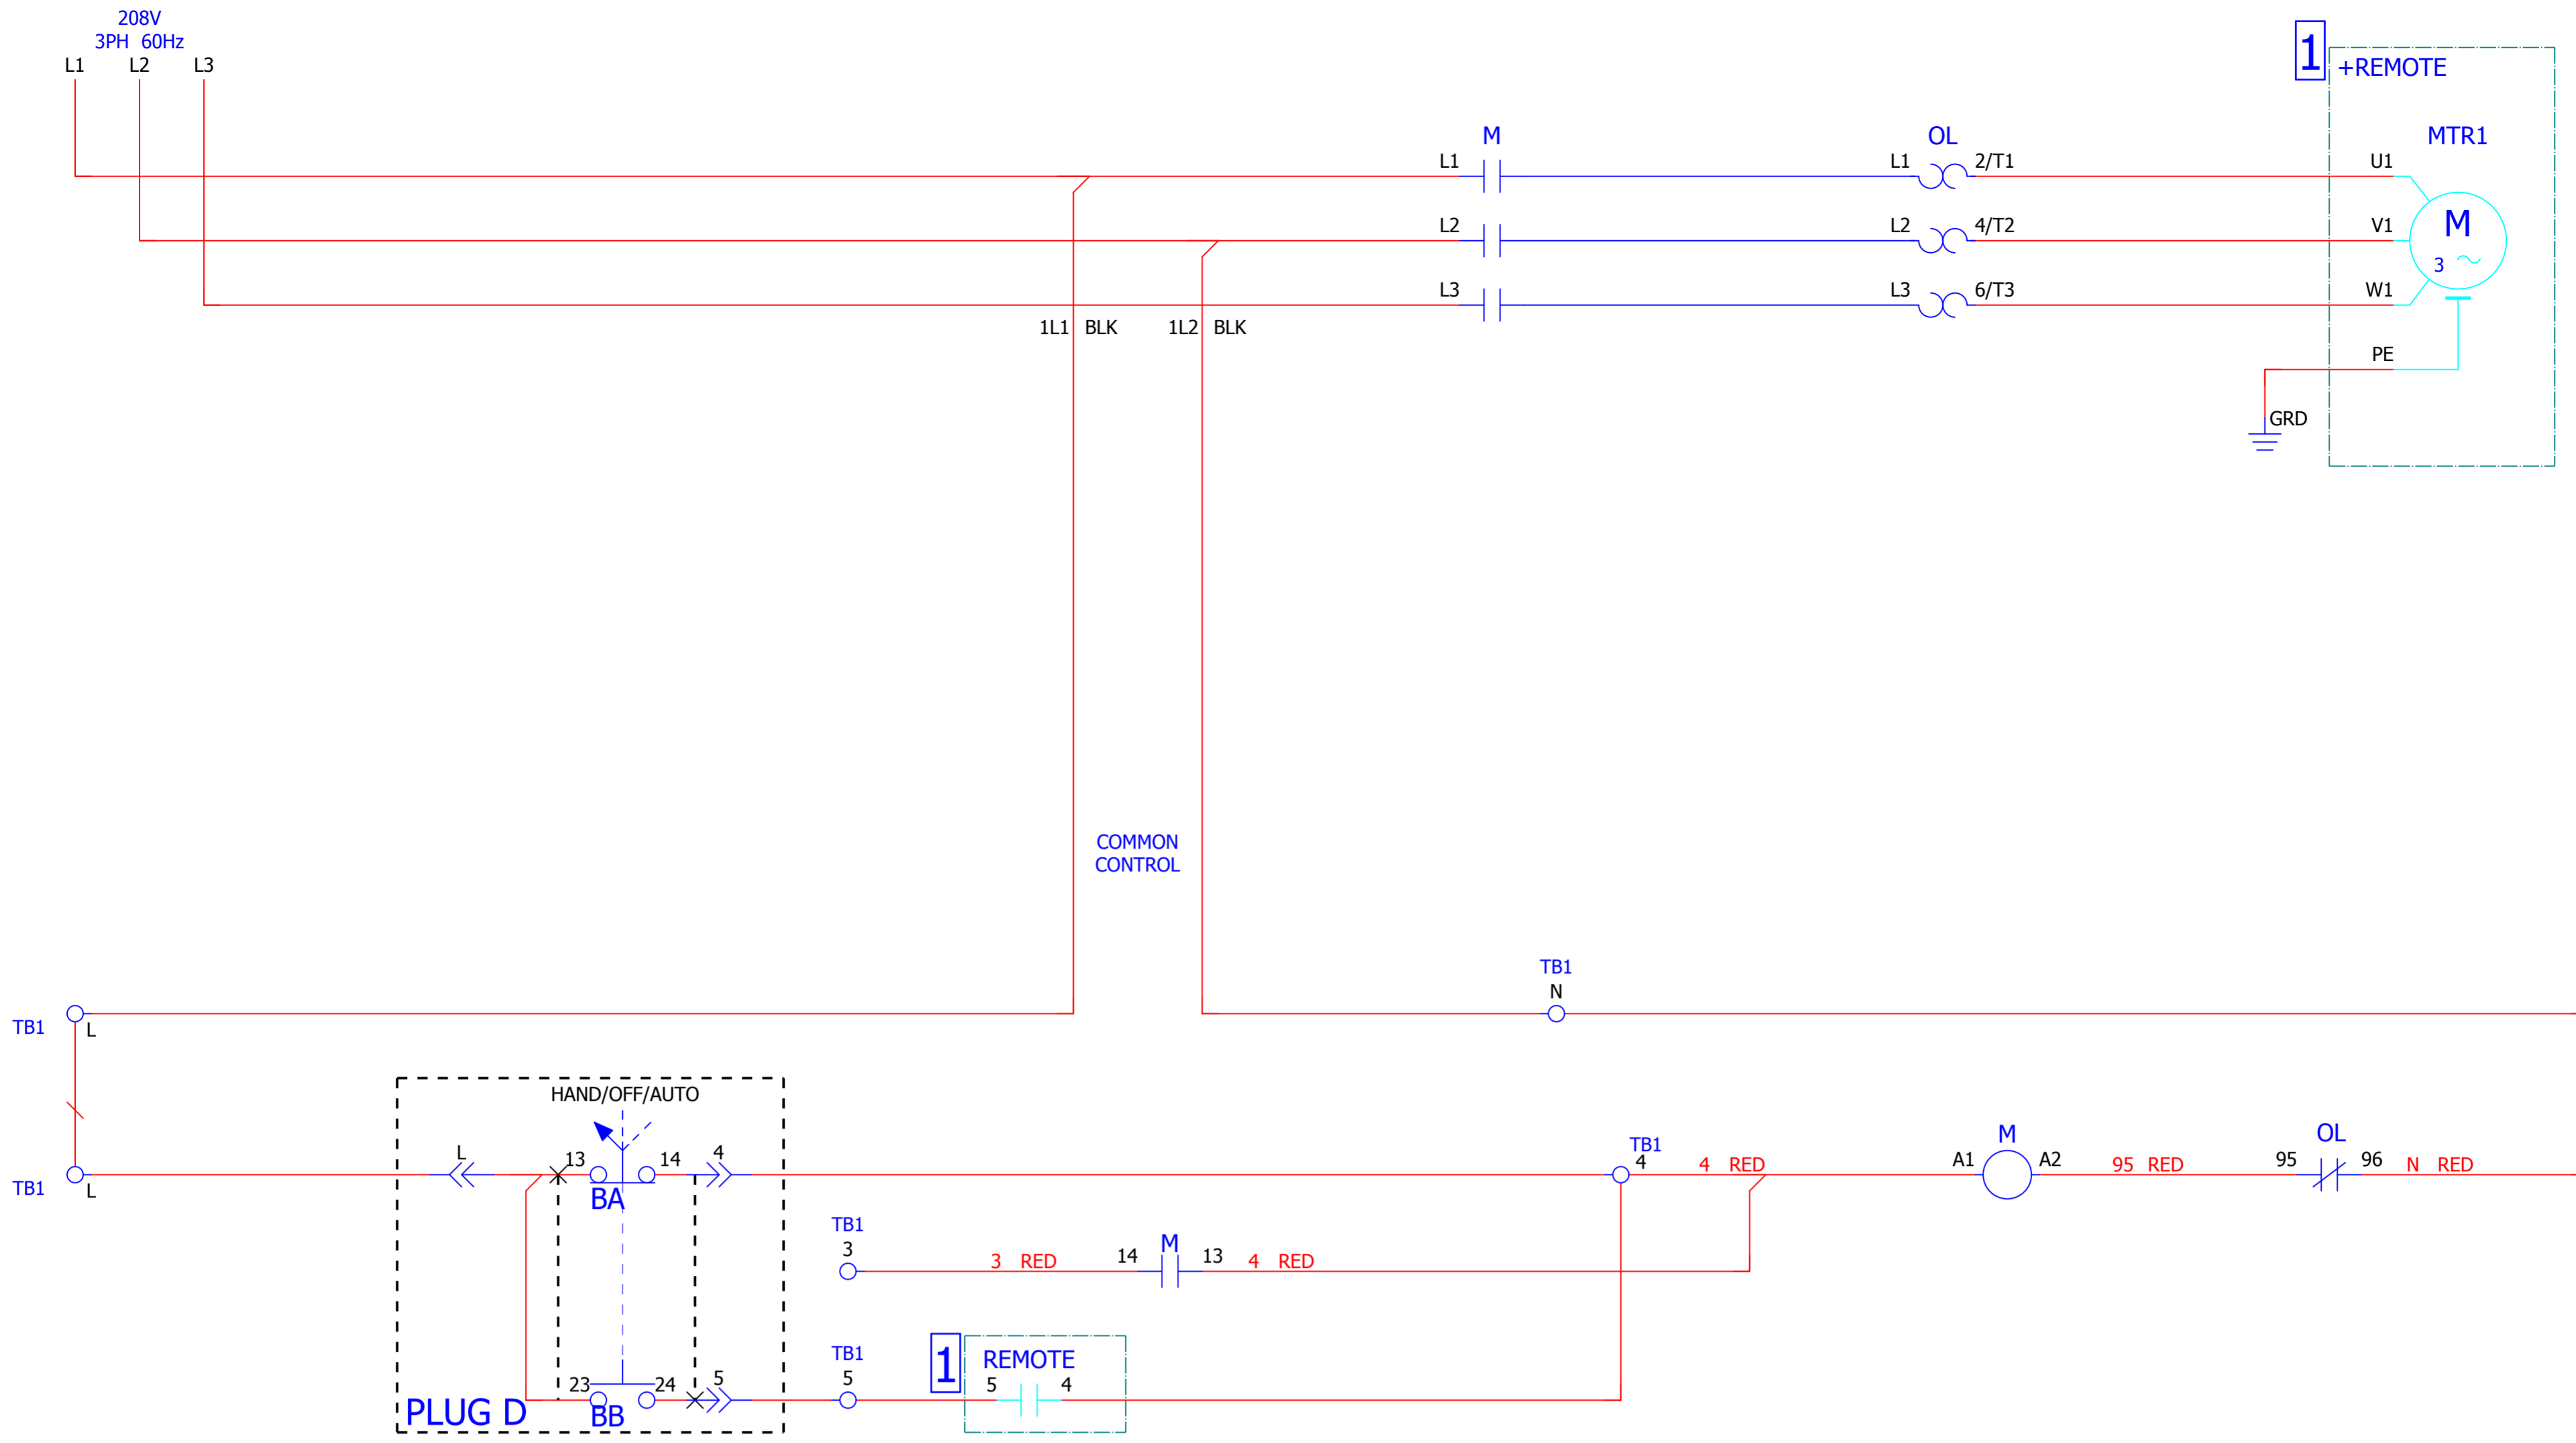 208V
3PH 60Hz
L1 L2 L3
1
+REMOTE
M
OL
MTR1
L1 L1 2/T1 U1
L2 L2 4/T2 V1
M
3
L3 L3 6/T3 W1
1L1 BLK 1L2 BLK
PE
GRD
COMMON
CONTROL
TB1
N
TB1 L
HAND/OFF/AUTO
TB1
4
M
OL
L 13 14 4
4 RED A1 A2 95 RED 95 96 N RED
TB1 L
BA
TB1
3
3 RED 14 M 13 4 RED
1
REMOTE
TB1
5
23 24 5
5 4
PLUG D
BB